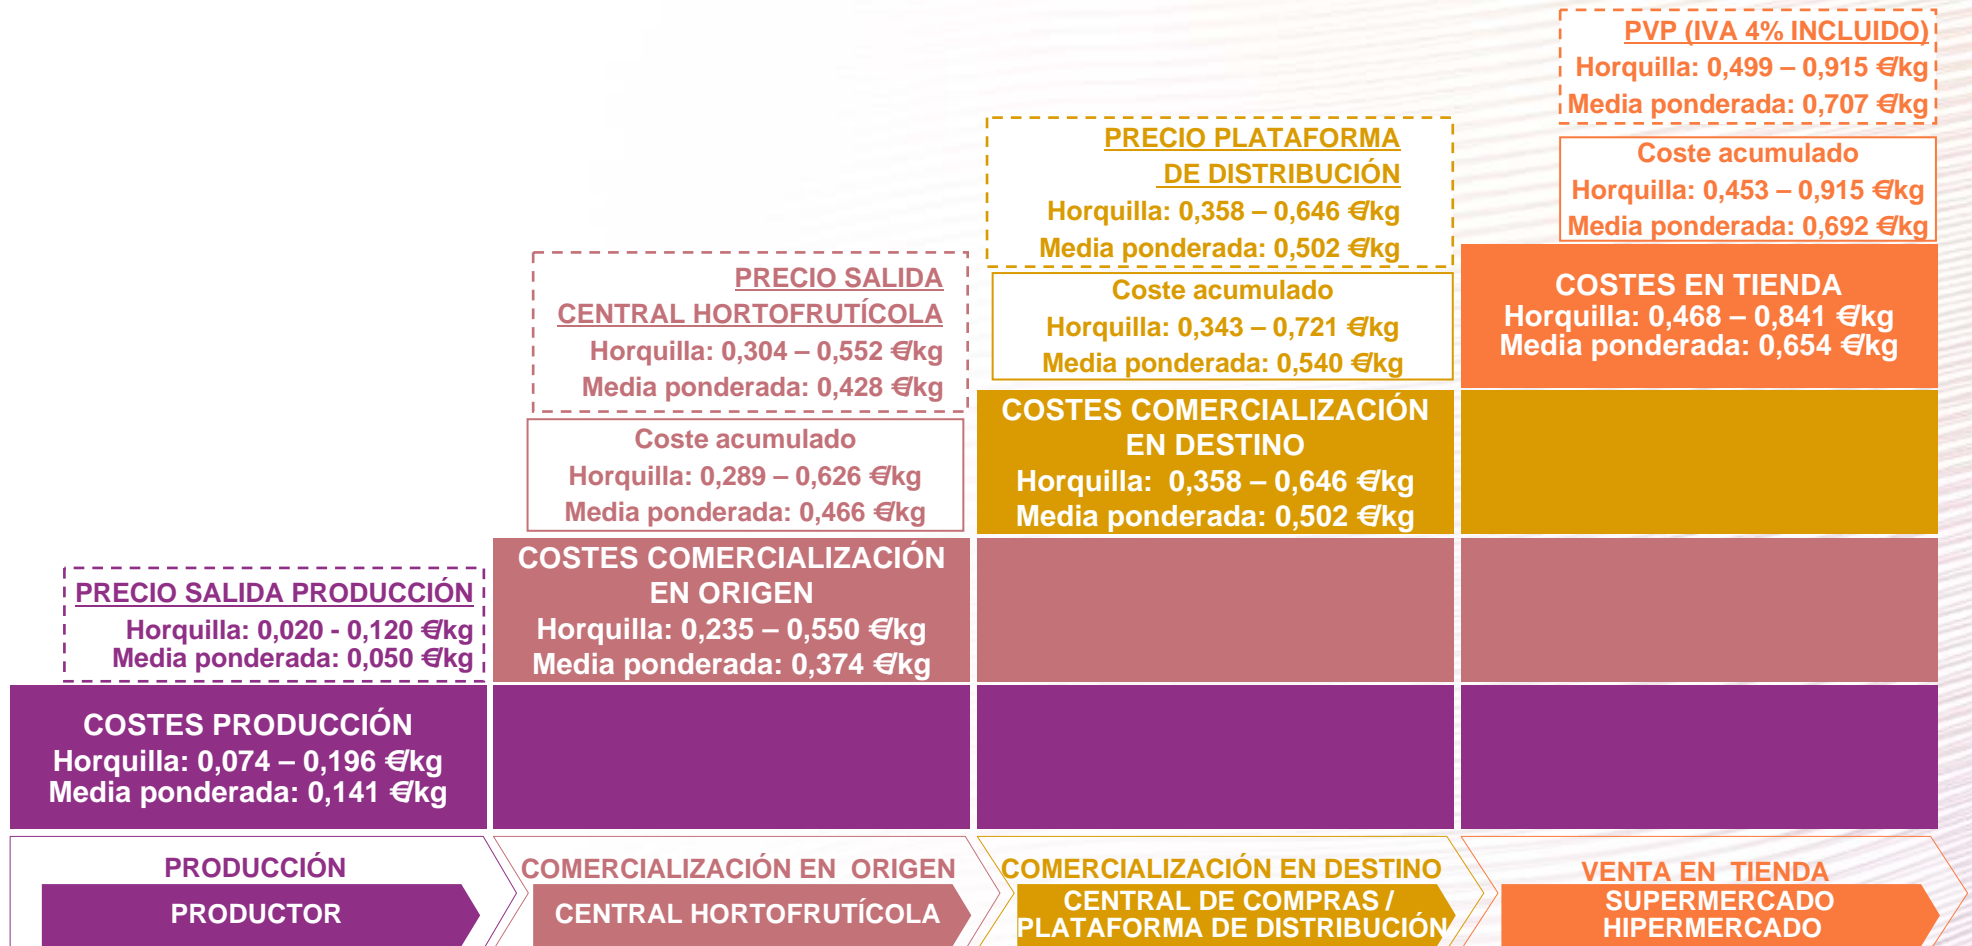 PVP (IVA 4% INCLUIDO)
Horquilla: 0,499 – 0,915 €/kg
Media ponderada: 0,707 €/kg
Coste acumulado
Horquilla: 0,453 – 0,915 €/kg
Media ponderada: 0,692 €/kg
COSTES EN TIENDA
Horquilla: 0,468 – 0,841 €/kg
Media ponderada: 0,654 €/kg
PRECIO PLATAFORMA
DE DISTRIBUCIÓN
Horquilla: 0,358 – 0,646 €/kg
Media ponderada: 0,502 €/kg
Coste acumulado
Horquilla: 0,343 – 0,721 €/kg
Media ponderada: 0,540 €/kg
COSTES COMERCIALIZACIÓN
EN DESTINO
Horquilla: 0,358 – 0,646 €/kg
Media ponderada: 0,502 €/kg
PRECIO SALIDA
CENTRAL HORTOFRUTÍCOLA
Horquilla: 0,304 – 0,552 €/kg
Media ponderada: 0,428 €/kg
Coste acumulado
Horquilla: 0,289 – 0,626 €/kg
Media ponderada: 0,466 €/kg
COSTES COMERCIALIZACIÓN
EN ORIGEN
Horquilla: 0,235 – 0,550 €/kg
Media ponderada: 0,374 €/kg
PRECIO SALIDA PRODUCCIÓN
Horquilla: 0,020 - 0,120 €/kg
Media ponderada: 0,050 €/kg
COSTES PRODUCCIÓN
Horquilla: 0,074 – 0,196 €/kg
Media ponderada: 0,141 €/kg
PRODUCCIÓN
PRODUCTOR
COMERCIALIZACIÓN EN ORIGEN
CENTRAL HORTOFRUTÍCOLA
COMERCIALIZACIÓN EN DESTINO
CENTRAL DE COMPRAS /
PLATAFORMA DE DISTRIBUCIÓN
VENTA EN TIENDA
SUPERMERCADO
HIPERMERCADO